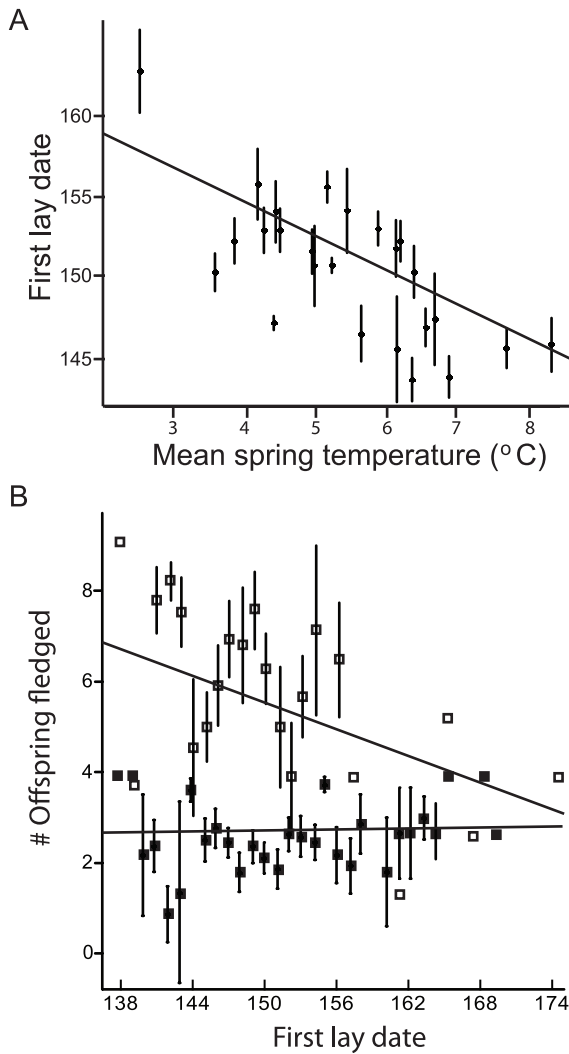 A
First lay date
160
155
150
145
3 4 5 6 7 8
Mean spring temperature (° C)
B
# Offspring fledged
8
6
4
2
0
138 144 150 156 162 168 174
First lay date